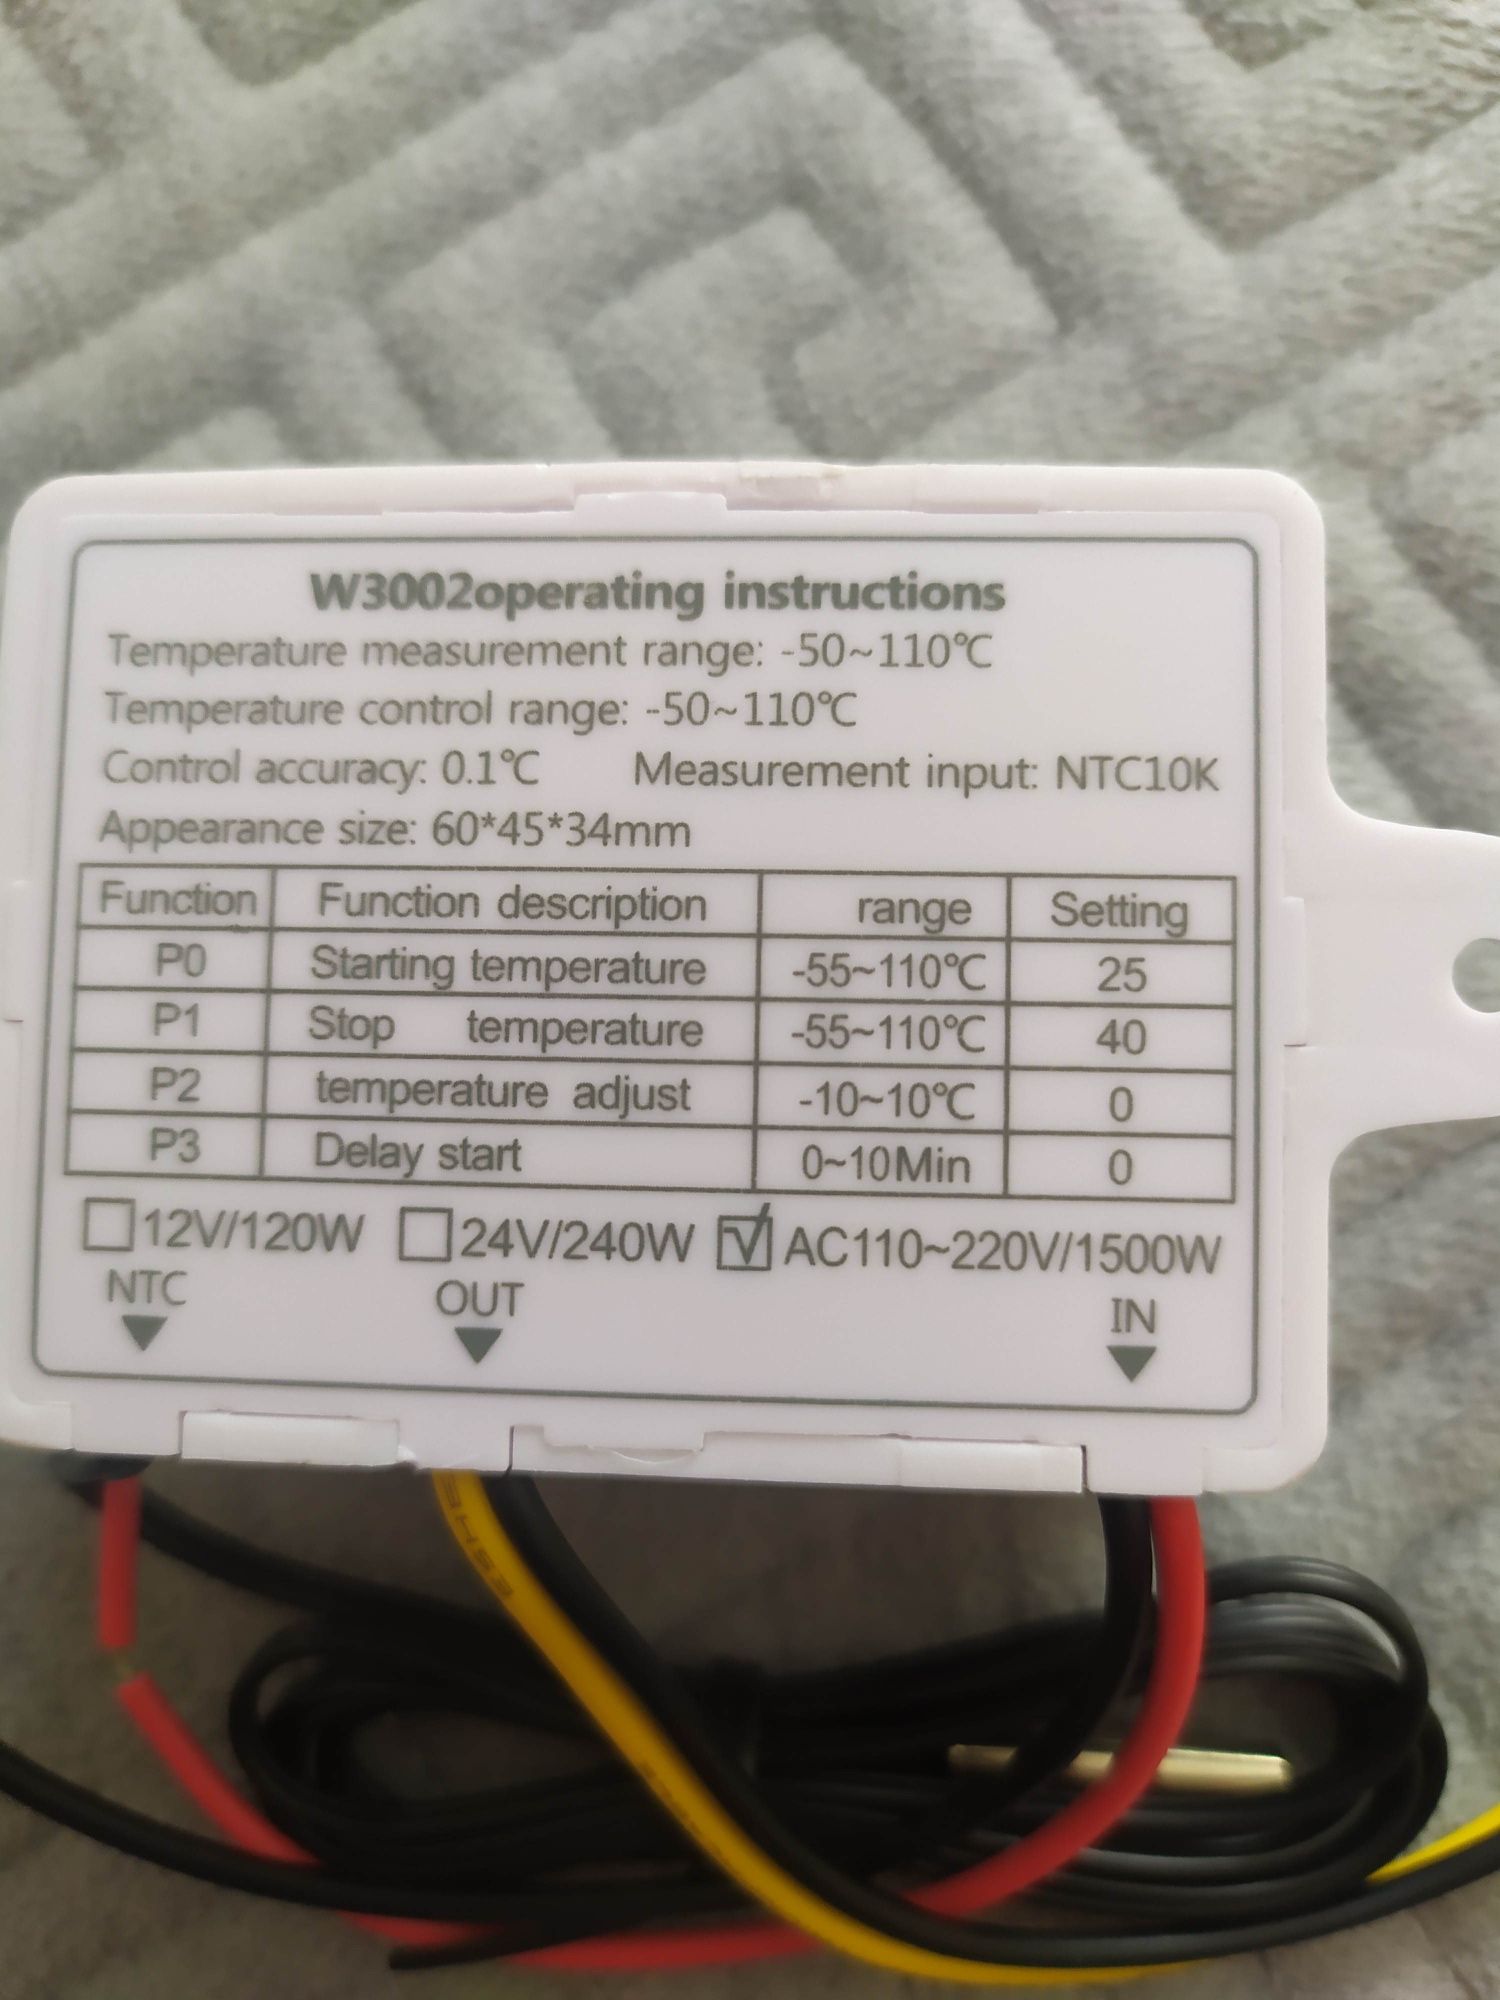 W3002operating instructions
Temperature measurement range: -50~110℃
Temperature control range: -50~110℃
Control accuracy: 0.1℃ Measurement input: NTC10K
Appearance size: 60*45*34mm
Function Function description range Setting
P0 Starting temperature -55~110℃ 25
P1 Stop temperature -55~110℃ 40
P2 temperature adjust -10~10℃ 0
P3 Delay start 0~10Min 0
12V/120W 24V/240W AC110~220V/1500W
NTC OUT IN